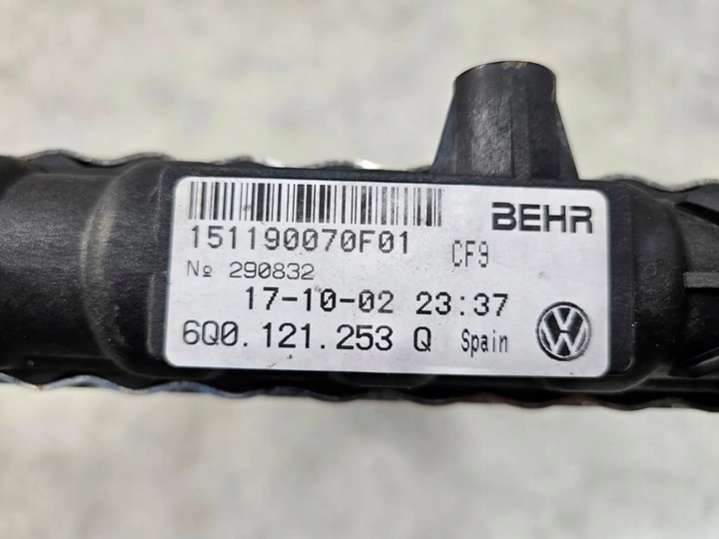 BEHR
151190070F01 CF9
№ 290832
17-10-02 23:37
6Q0.121.253 Q Spain